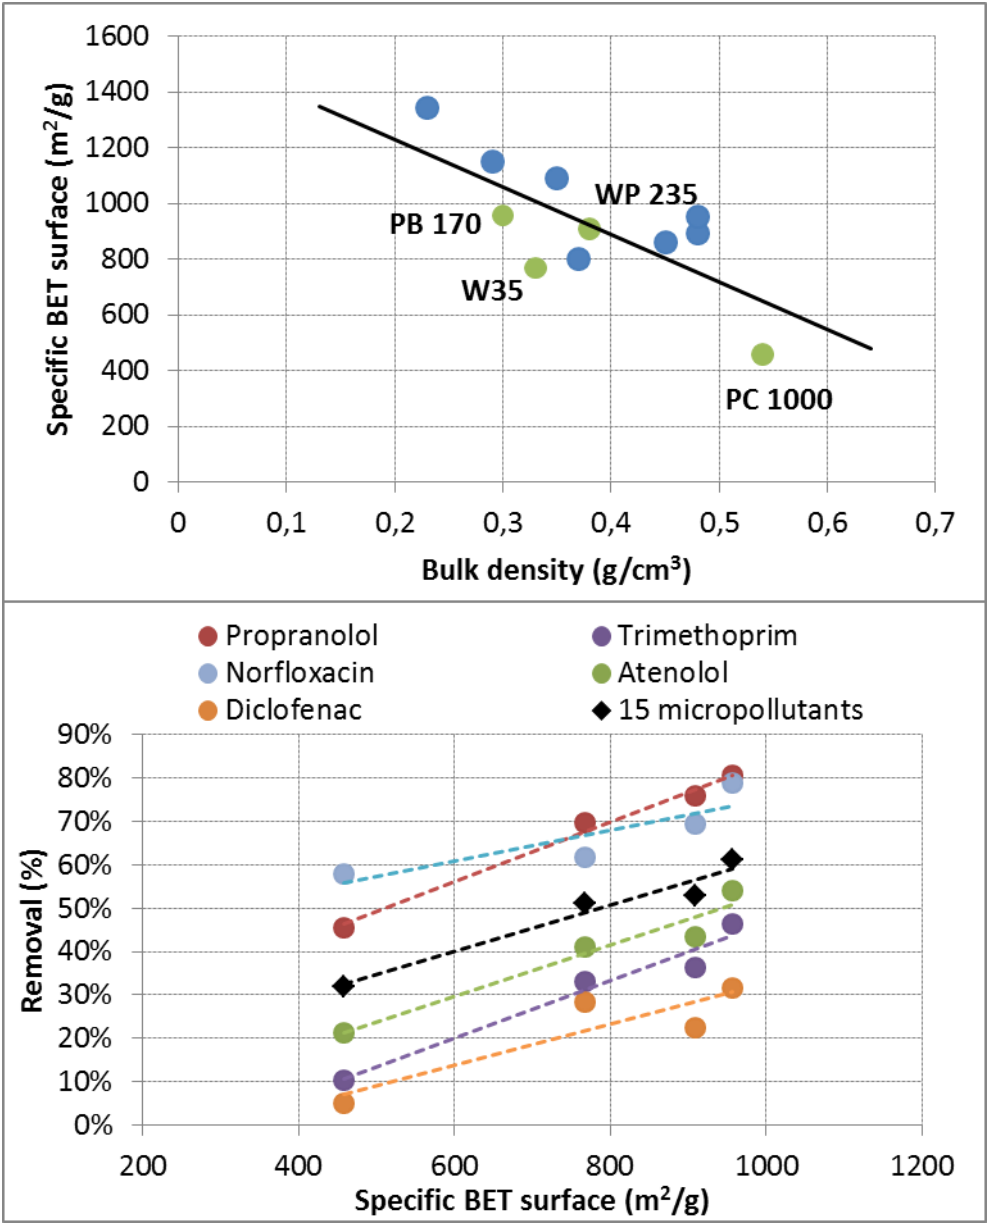 1600
1400
1200
1000
800
600
400
200
0
Specific BET surface (m²/g)
WP 235
PB 170
W35
PC 1000
0 0,1 0,2 0,3 0,4 0,5 0,6 0,7
Bulk density (g/cm³)
Propranolol Trimethoprim
Norfloxacin Atenolol
Diclofenac 15 micropollutants
90%
80%
70%
60%
50%
40%
30%
20%
10%
0%
Removal (%)
200 400 600 800 1000 1200
Specific BET surface (m²/g)